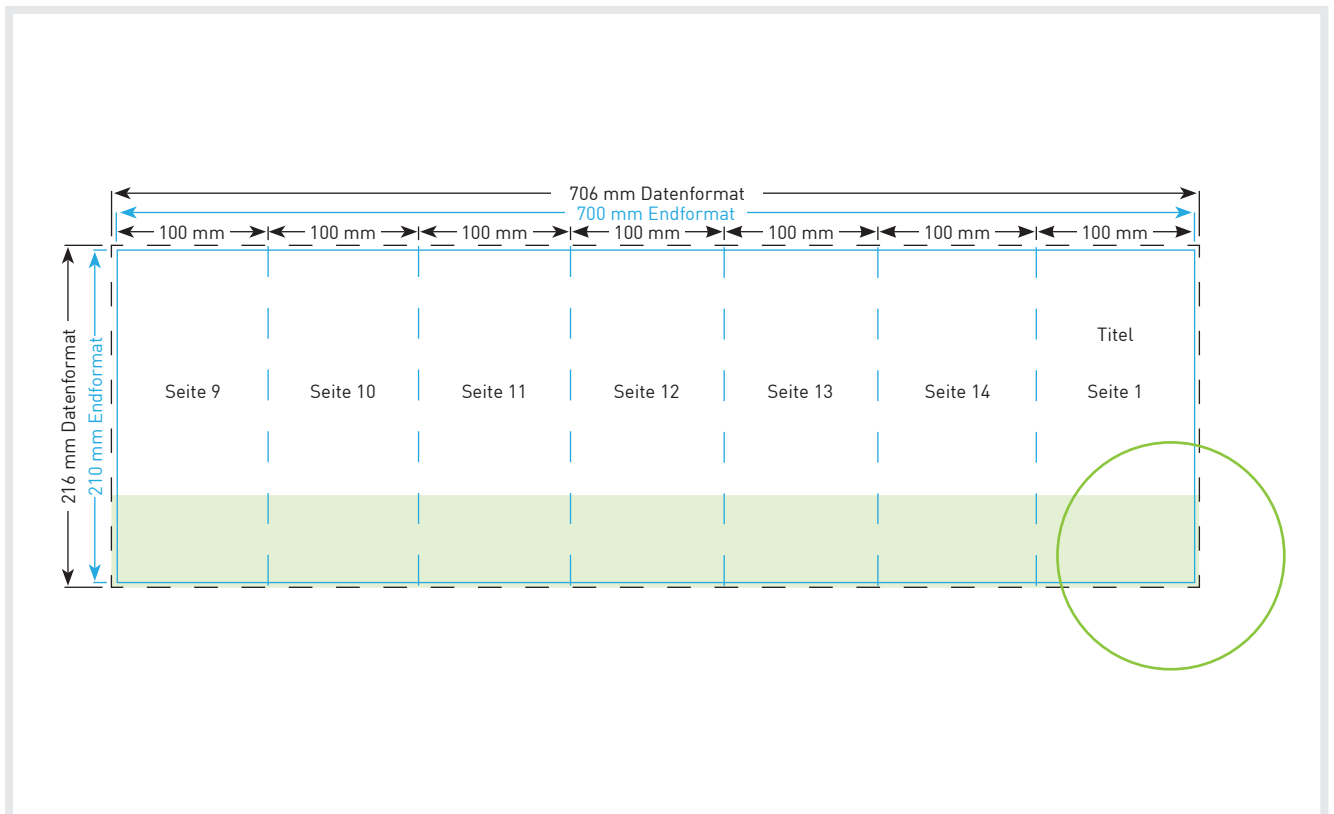 706 mm Datenformat
700 mm Endformat
100 mm 100 mm 100 mm 100 mm 100 mm 100 mm 100 mm
216 mm Datenformat
210 mm Endformat
Titel
Seite 9 Seite 10 Seite 11 Seite 12 Seite 13 Seite 14 Seite 1